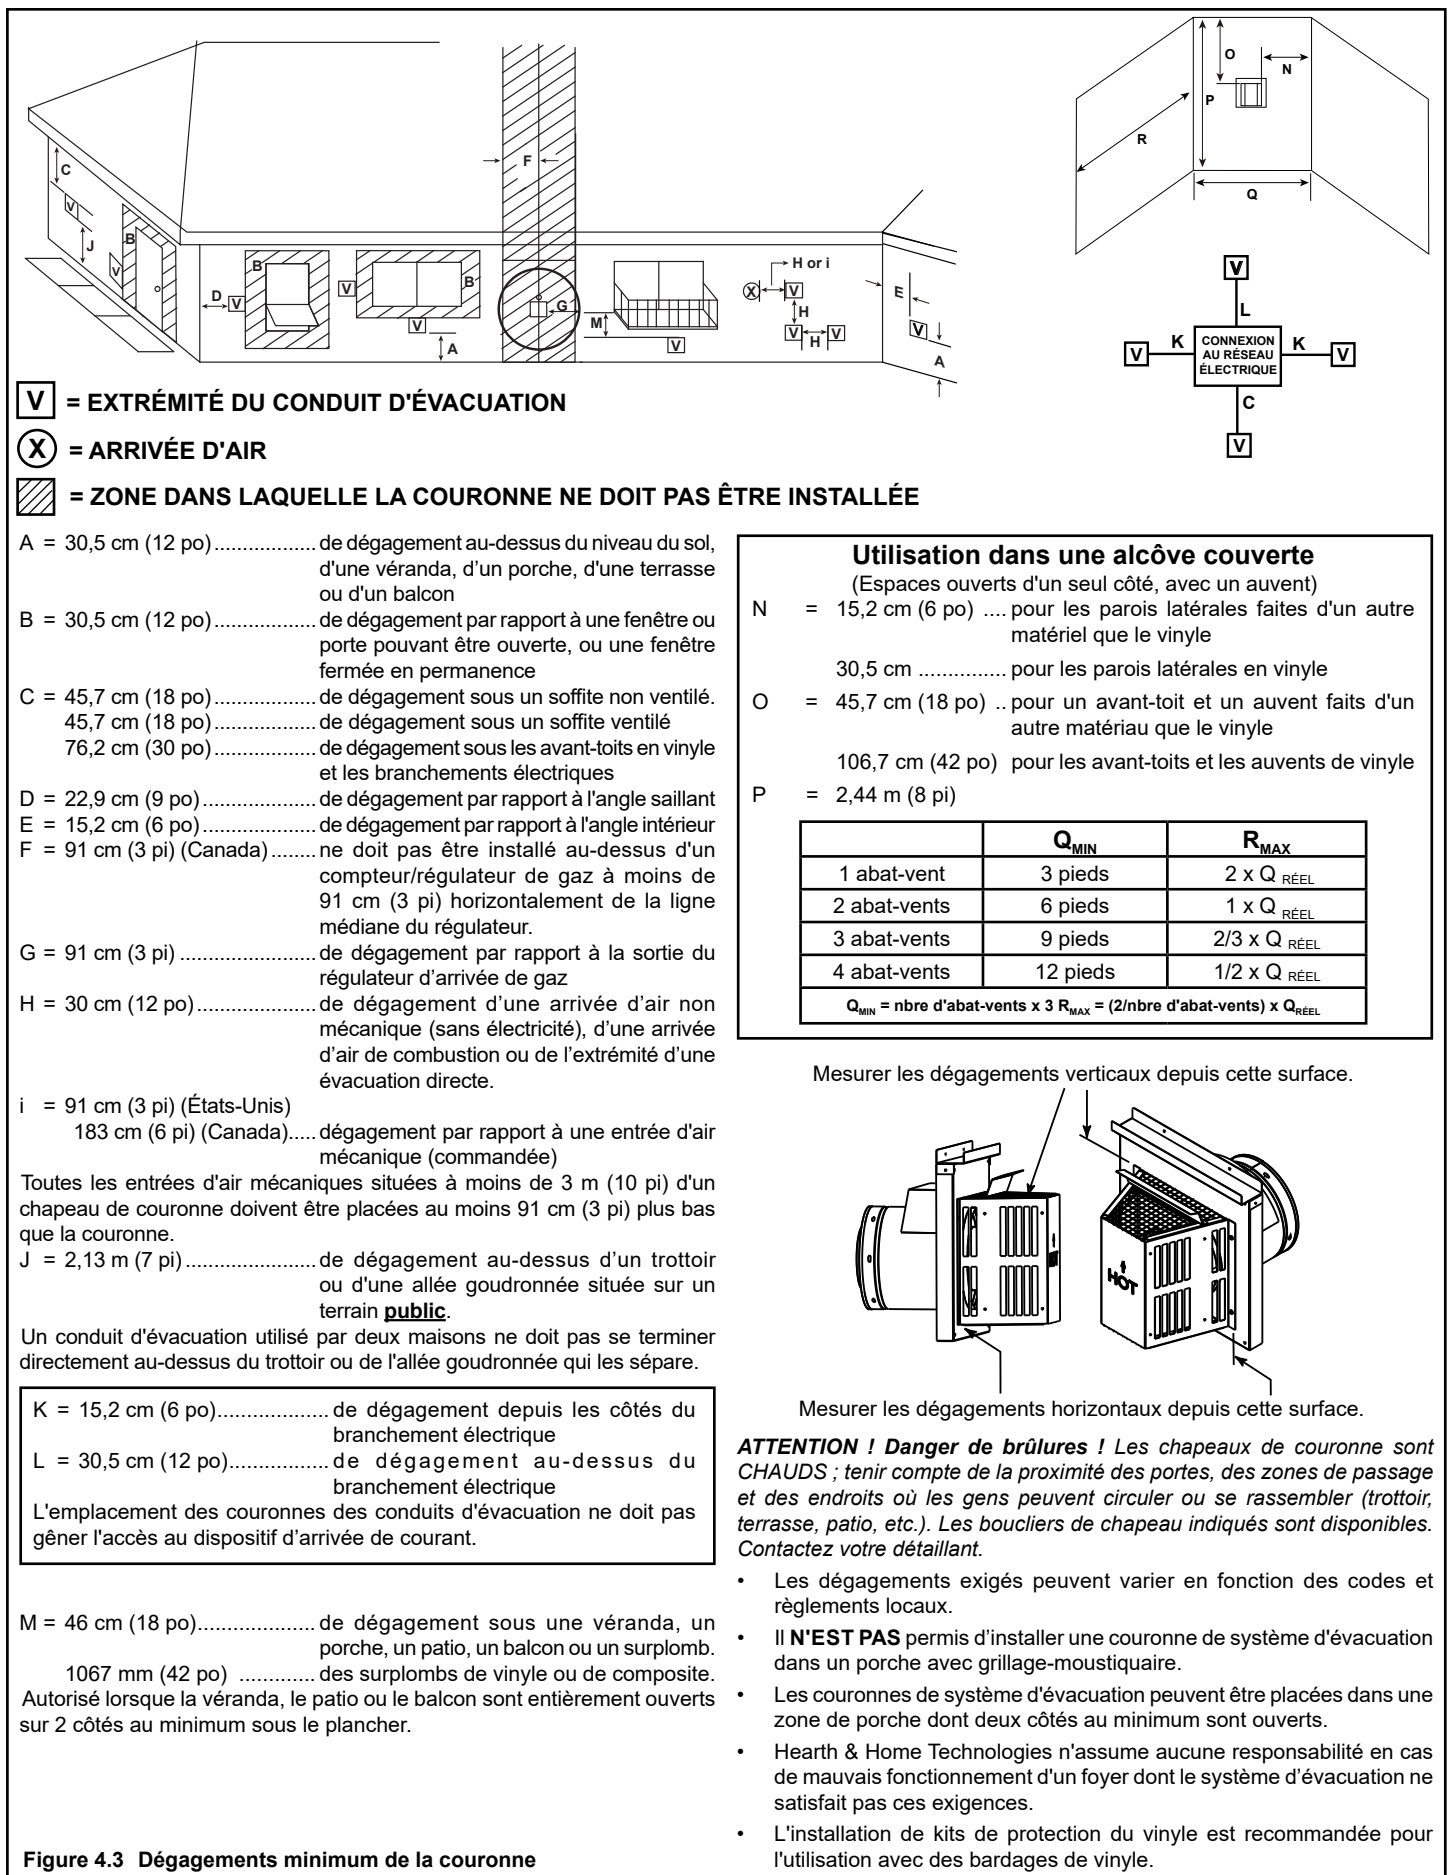 C
V
J
B
V
D
V
B
V
B
V
A
F
G
M
V
H or i
X
V
H
V
V
H
E
V
A
O
N
P
R
Q
V
L
K
K
V
CONNEXION
AU RÉSEAU
ÉLECTRIQUE
V
C
V
V = EXTRÉMITÉ DU CONDUIT D'ÉVACUATION
X = ARRIVÉE D'AIR
= ZONE DANS LAQUELLE LA COURONNE NE DOIT PAS ÊTRE INSTALLÉE
A = 30,5 cm (12 po).................. de dégagement au-dessus du niveau du sol,
d'une véranda, d’un porche, d'une terrasse
ou d'un balcon
B = 30,5 cm (12 po).................. de dégagement par rapport à une fenêtre ou
porte pouvant être ouverte, ou une fenêtre
fermée en permanence
C = 45,7 cm (18 po).................. de dégagement sous un soffite non ventilé.
45,7 cm (18 po).................. de dégagement sous un soffite ventilé
76,2 cm (30 po).................. de dégagement sous les avant-toits en vinyle
et les branchements électriques
D = 22,9 cm (9 po).................... de dégagement par rapport à l'angle saillant
E = 15,2 cm (6 po).................... de dégagement par rapport à l'angle intérieur
F = 91 cm (3 pi) (Canada)........ ne doit pas être installé au-dessus d'un
compteur/régulateur de gaz à moins de
91 cm (3 pi) horizontalement de la ligne
médiane du régulateur.
G = 91 cm (3 pi) ........................ de dégagement par rapport à la sortie du
régulateur d’arrivée de gaz
H = 30 cm (12 po)..................... de dégagement d’une arrivée d’air non
mécanique (sans électricité), d’une arrivée
d’air de combustion ou de l’extrémité d’une
évacuation directe.
i = 91 cm (3 pi) (États-Unis)
183 cm (6 pi) (Canada)..... dégagement par rapport à une entrée d'air
mécanique (commandée)
Toutes les entrées d'air mécaniques situées à moins de 3 m (10 pi) d'un
chapeau de couronne doivent être placées au moins 91 cm (3 pi) plus bas
que la couronne.
J = 2,13 m (7 pi)....................... de dégagement au-dessus d’un trottoir
ou d'une allée goudronnée située sur un
terrain public.
Un conduit d'évacuation utilisé par deux maisons ne doit pas se terminer
directement au-dessus du trottoir ou de l'allée goudronnée qui les sépare.
K = 15,2 cm (6 po).................... de dégagement depuis les côtés du
branchement électrique
L = 30,5 cm (12 po).................. de dégagement au-dessus du
branchement électrique
L'emplacement des couronnes des conduits d'évacuation ne doit pas
gêner l'accès au dispositif d’arrivée de courant.
M = 46 cm (18 po)..................... de dégagement sous une véranda, un
porche, un patio, un balcon ou un surplomb.
1067 mm (42 po) ............. des surplombs de vinyle ou de composite.
Autorisé lorsque la véranda, le patio ou le balcon sont entièrement ouverts
sur 2 côtés au minimum sous le plancher.
Figure 4.3 Dégagements minimum de la couronne
Utilisation dans une alcôve couverte
(Espaces ouverts d'un seul côté, avec un auvent)
N = 15,2 cm (6 po) .... pour les parois latérales faites d'un autre
matériel que le vinyle
30,5 cm ............... pour les parois latérales en vinyle
O = 45,7 cm (18 po) .. pour un avant-toit et un auvent faits d'un
autre matériau que le vinyle
106,7 cm (42 po) pour les avant-toits et les auvents de vinyle
P = 2,44 m (8 pi)
QMIN RMAX
1 abat-vent 3 pieds 2 x Q RÉEL
2 abat-vents 6 pieds 1 x Q RÉEL
3 abat-vents 9 pieds 2/3 x Q RÉEL
4 abat-vents 12 pieds 1/2 x Q RÉEL
QMIN = nbre d'abat-vents x 3 RMAX = (2/nbre d'abat-vents) x QRÉEL
Mesurer les dégagements verticaux depuis cette surface.
HOT
Mesurer les dégagements horizontaux depuis cette surface.
ATTENTION ! Danger de brûlures ! Les chapeaux de couronne sont
CHAUDS ; tenir compte de la proximité des portes, des zones de passage
et des endroits où les gens peuvent circuler ou se rassembler (trottoir,
terrasse, patio, etc.). Les boucliers de chapeau indiqués sont disponibles.
Contactez votre détaillant.
• Les dégagements exigés peuvent varier en fonction des codes et
règlements locaux.
• Il N'EST PAS permis d’installer une couronne de système d'évacuation
dans un porche avec grillage-moustiquaire.
• Les couronnes de système d'évacuation peuvent être placées dans une
zone de porche dont deux côtés au minimum sont ouverts.
• Hearth & Home Technologies n'assume aucune responsabilité en cas
de mauvais fonctionnement d'un foyer dont le système d’évacuation ne
satisfait pas ces exigences.
• L'installation de kits de protection du vinyle est recommandée pour
l'utilisation avec des bardages de vinyle.